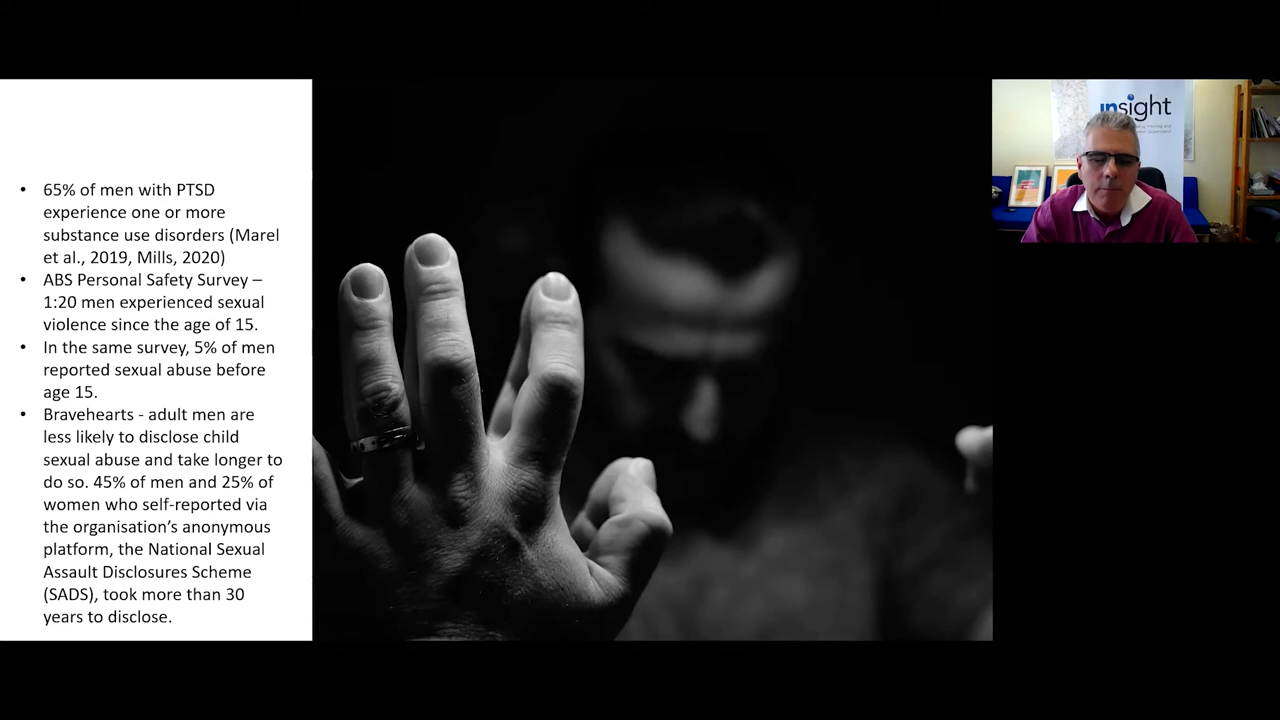 • 65% of men with PTSD
experience one or more
substance use disorders (Marel
et al., 2019, Mills, 2020)
• ABS Personal Safety Survey –
1:20 men experienced sexual
violence since the age of 15.
• In the same survey, 5% of men
reported sexual abuse before
age 15.
• Bravehearts - adult men are
less likely to disclose child
sexual abuse and take longer to
do so. 45% of men and 25% of
women who self-reported via
the organisation’s anonymous
platform, the National Sexual
Assault Disclosures Scheme
(SADS), took more than 30
years to disclose.
insight